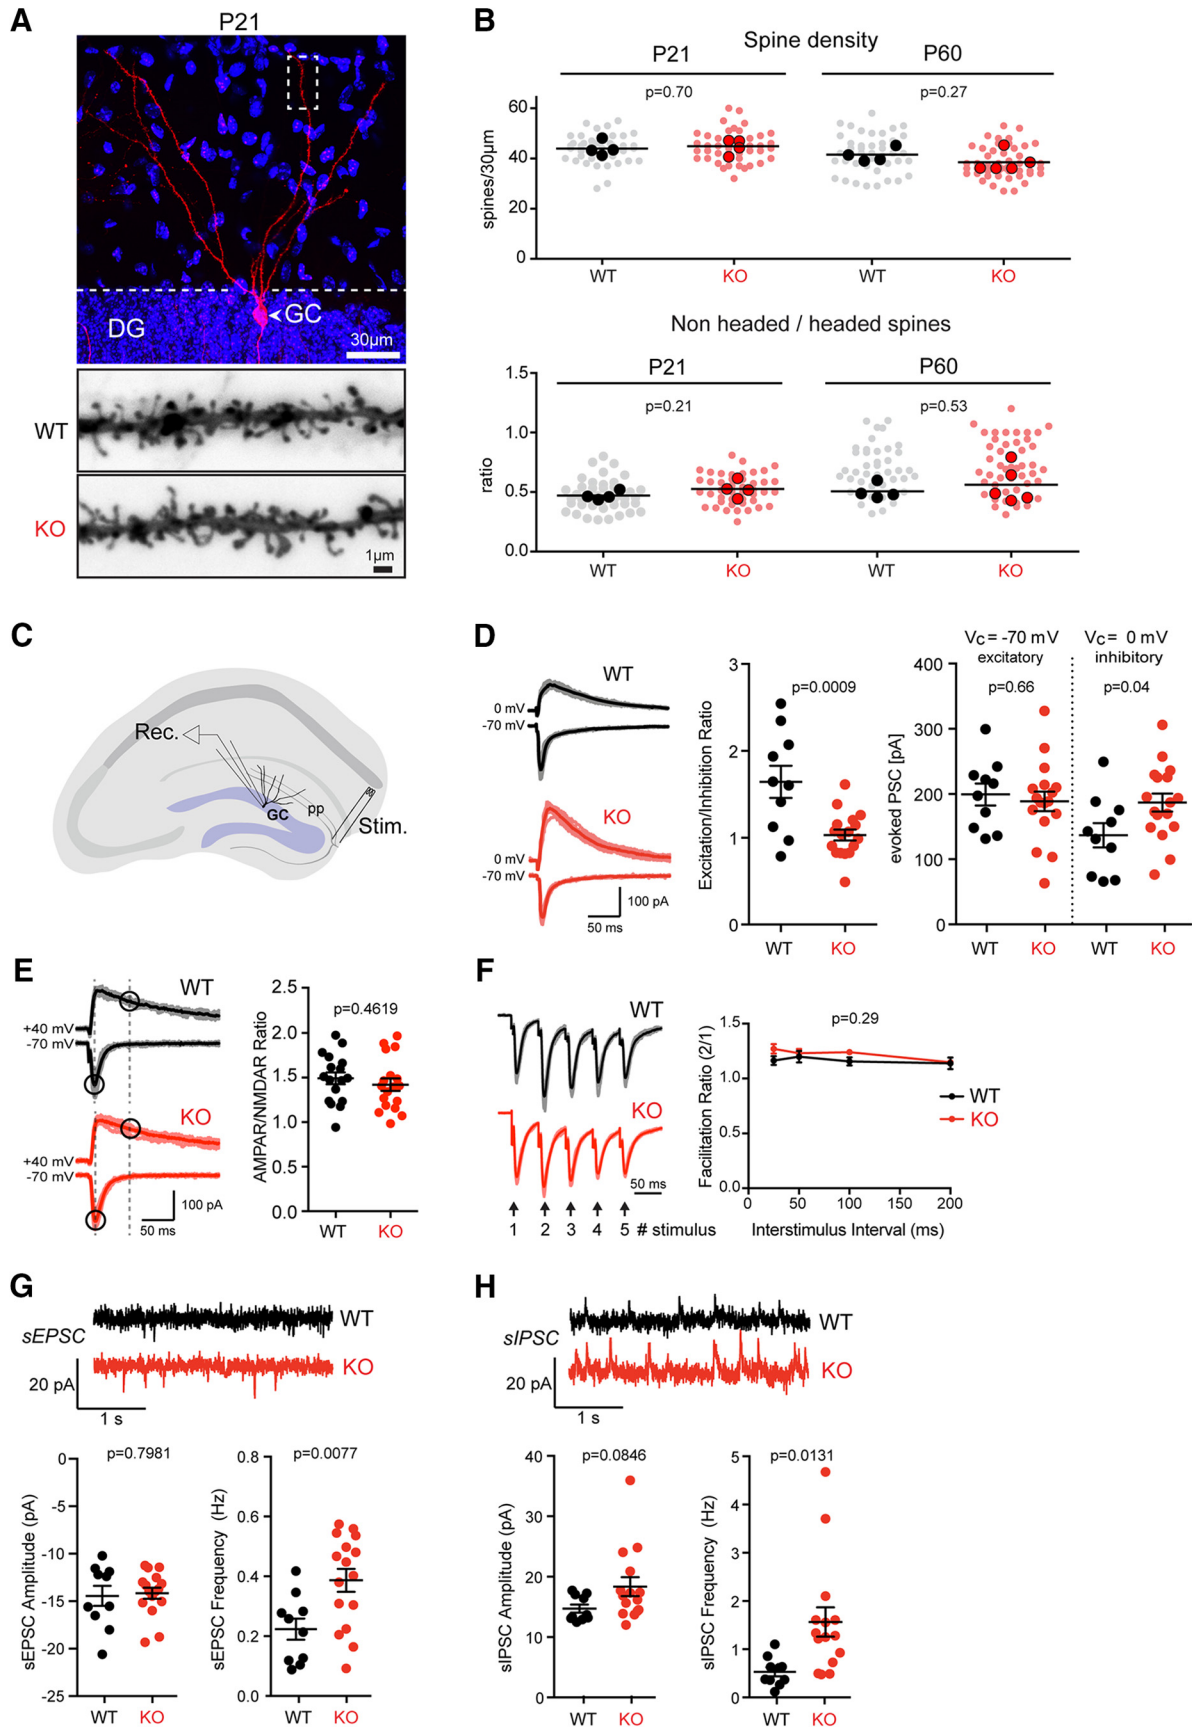 A
P21
DG
GC
30µm
WT
KO
1µm
B
Spine density
P21
P60
p=0.70
p=0.27
spines/30µm
60
40
20
0
WT
KO
WT
KO
Non headed / headed spines
P21
P60
p=0.21
p=0.53
ratio
1.5
1.0
0.5
0.0
WT
KO
WT
KO
C
Rec.
GC
pp
Stim.
D
WT
0 mV
-70 mV
KO
0 mV
-70 mV
100 pA
50 ms
Excitation//Inhibition Ratio
3
2
1
0
p=0.0009
WT
KO
Vc= -70 mV
excitatory
Vc= 0 mV
inhibitory
p=0.66
p=0.04
evoked PSC [pA]
400
300
200
100
0
WT
KO
WT
KO
E
WT
+40 mV
-70 mV
KO
+40 mV
-70 mV
100 pA
50 ms
AMPAR/NMDAR Ratio
2.5
2.0
1.5
1.0
0.5
0.0
p=0.4619
WT
KO
F
WT
KO
50 ms
1
2
3
4
5
# stimulus
Facilitation Ratio (2/1)
1.5
1.0
0.5
0.0
p=0.29
WT
KO
0
50
100
150
200
Interstimulus Interval (ms)
G
sEPSC
WT
KO
20 pA
1 s
sEPSC Amplitude (pA)
0
-5
-10
-15
-20
-25
p=0.7981
WT
KO
sEPSC Frequency (Hz)
0.8
0.6
0.4
0.2
0.0
p=0.0077
WT
KO
H
sIPSC
WT
KO
20 pA
1 s
sIPSC Amplitude (pA)
40
30
20
10
0
p=0.0846
WT
KO
sIPSC Frequency (Hz)
5
4
3
2
1
0
p=0.0131
WT
KO